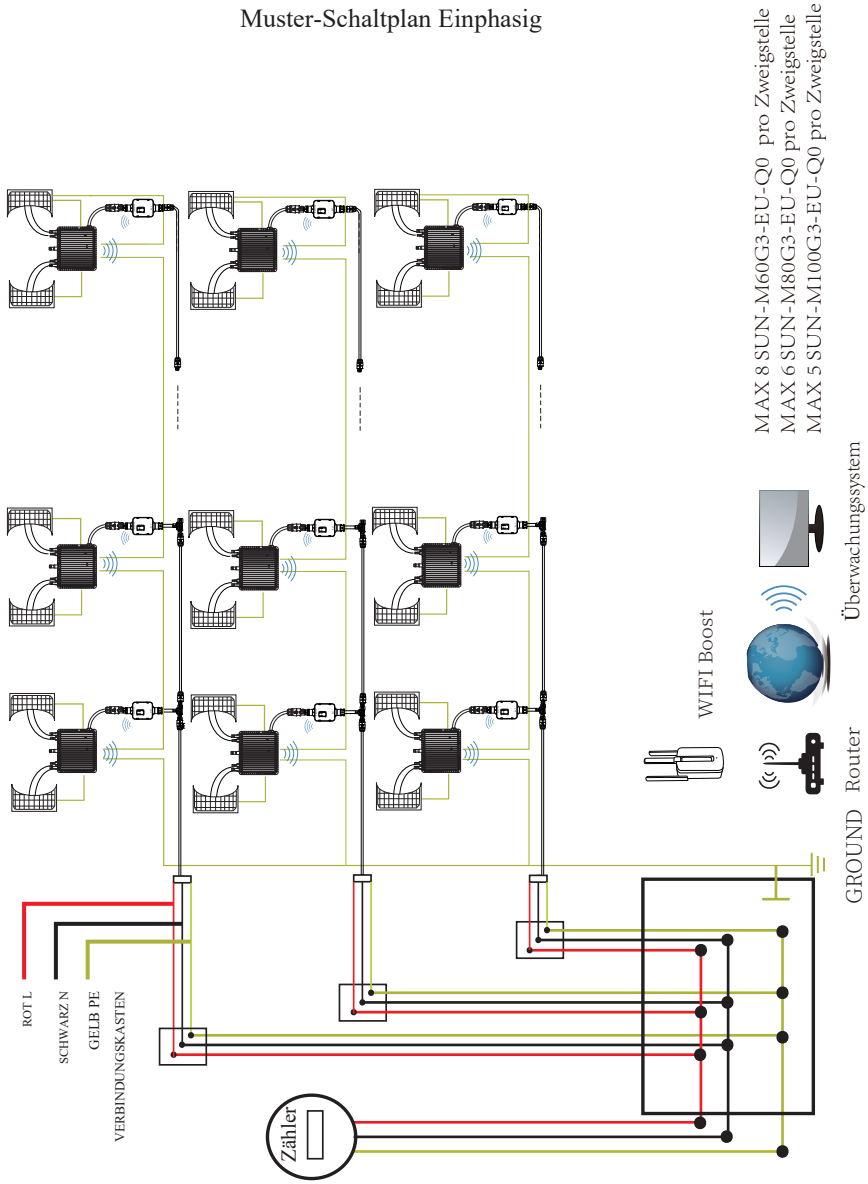 Muster-Schaltplan Einphasig
ROT L
SCHWARZ N
GELB PE
VERBINDUNGSKASTEN
Zähler
WIFI Boost
GROUND
Router
Überwachungssystem
MAX 8 SUN-M60G3-EU-Q0 pro Zweigstelle
MAX 6 SUN-M80G3-EU-Q0 pro Zweigstelle
MAX 5 SUN-M100G3-EU-Q0 pro Zweigstelle